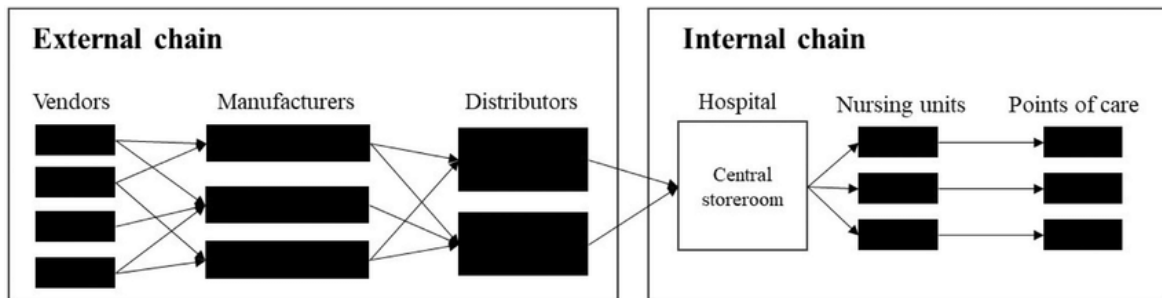 External chain
Internal chain
Vendors
Manufacturers
Distributors
Hospital
Nursing units
Points of care
Central
storeroom